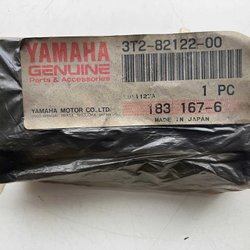 YAMAHA
GENUINE
Parts & Accessories
3T2-82122-00
1 PC
YAMAHA MOTOR CO., LTD.
183 167-6
MADE IN JAPAN